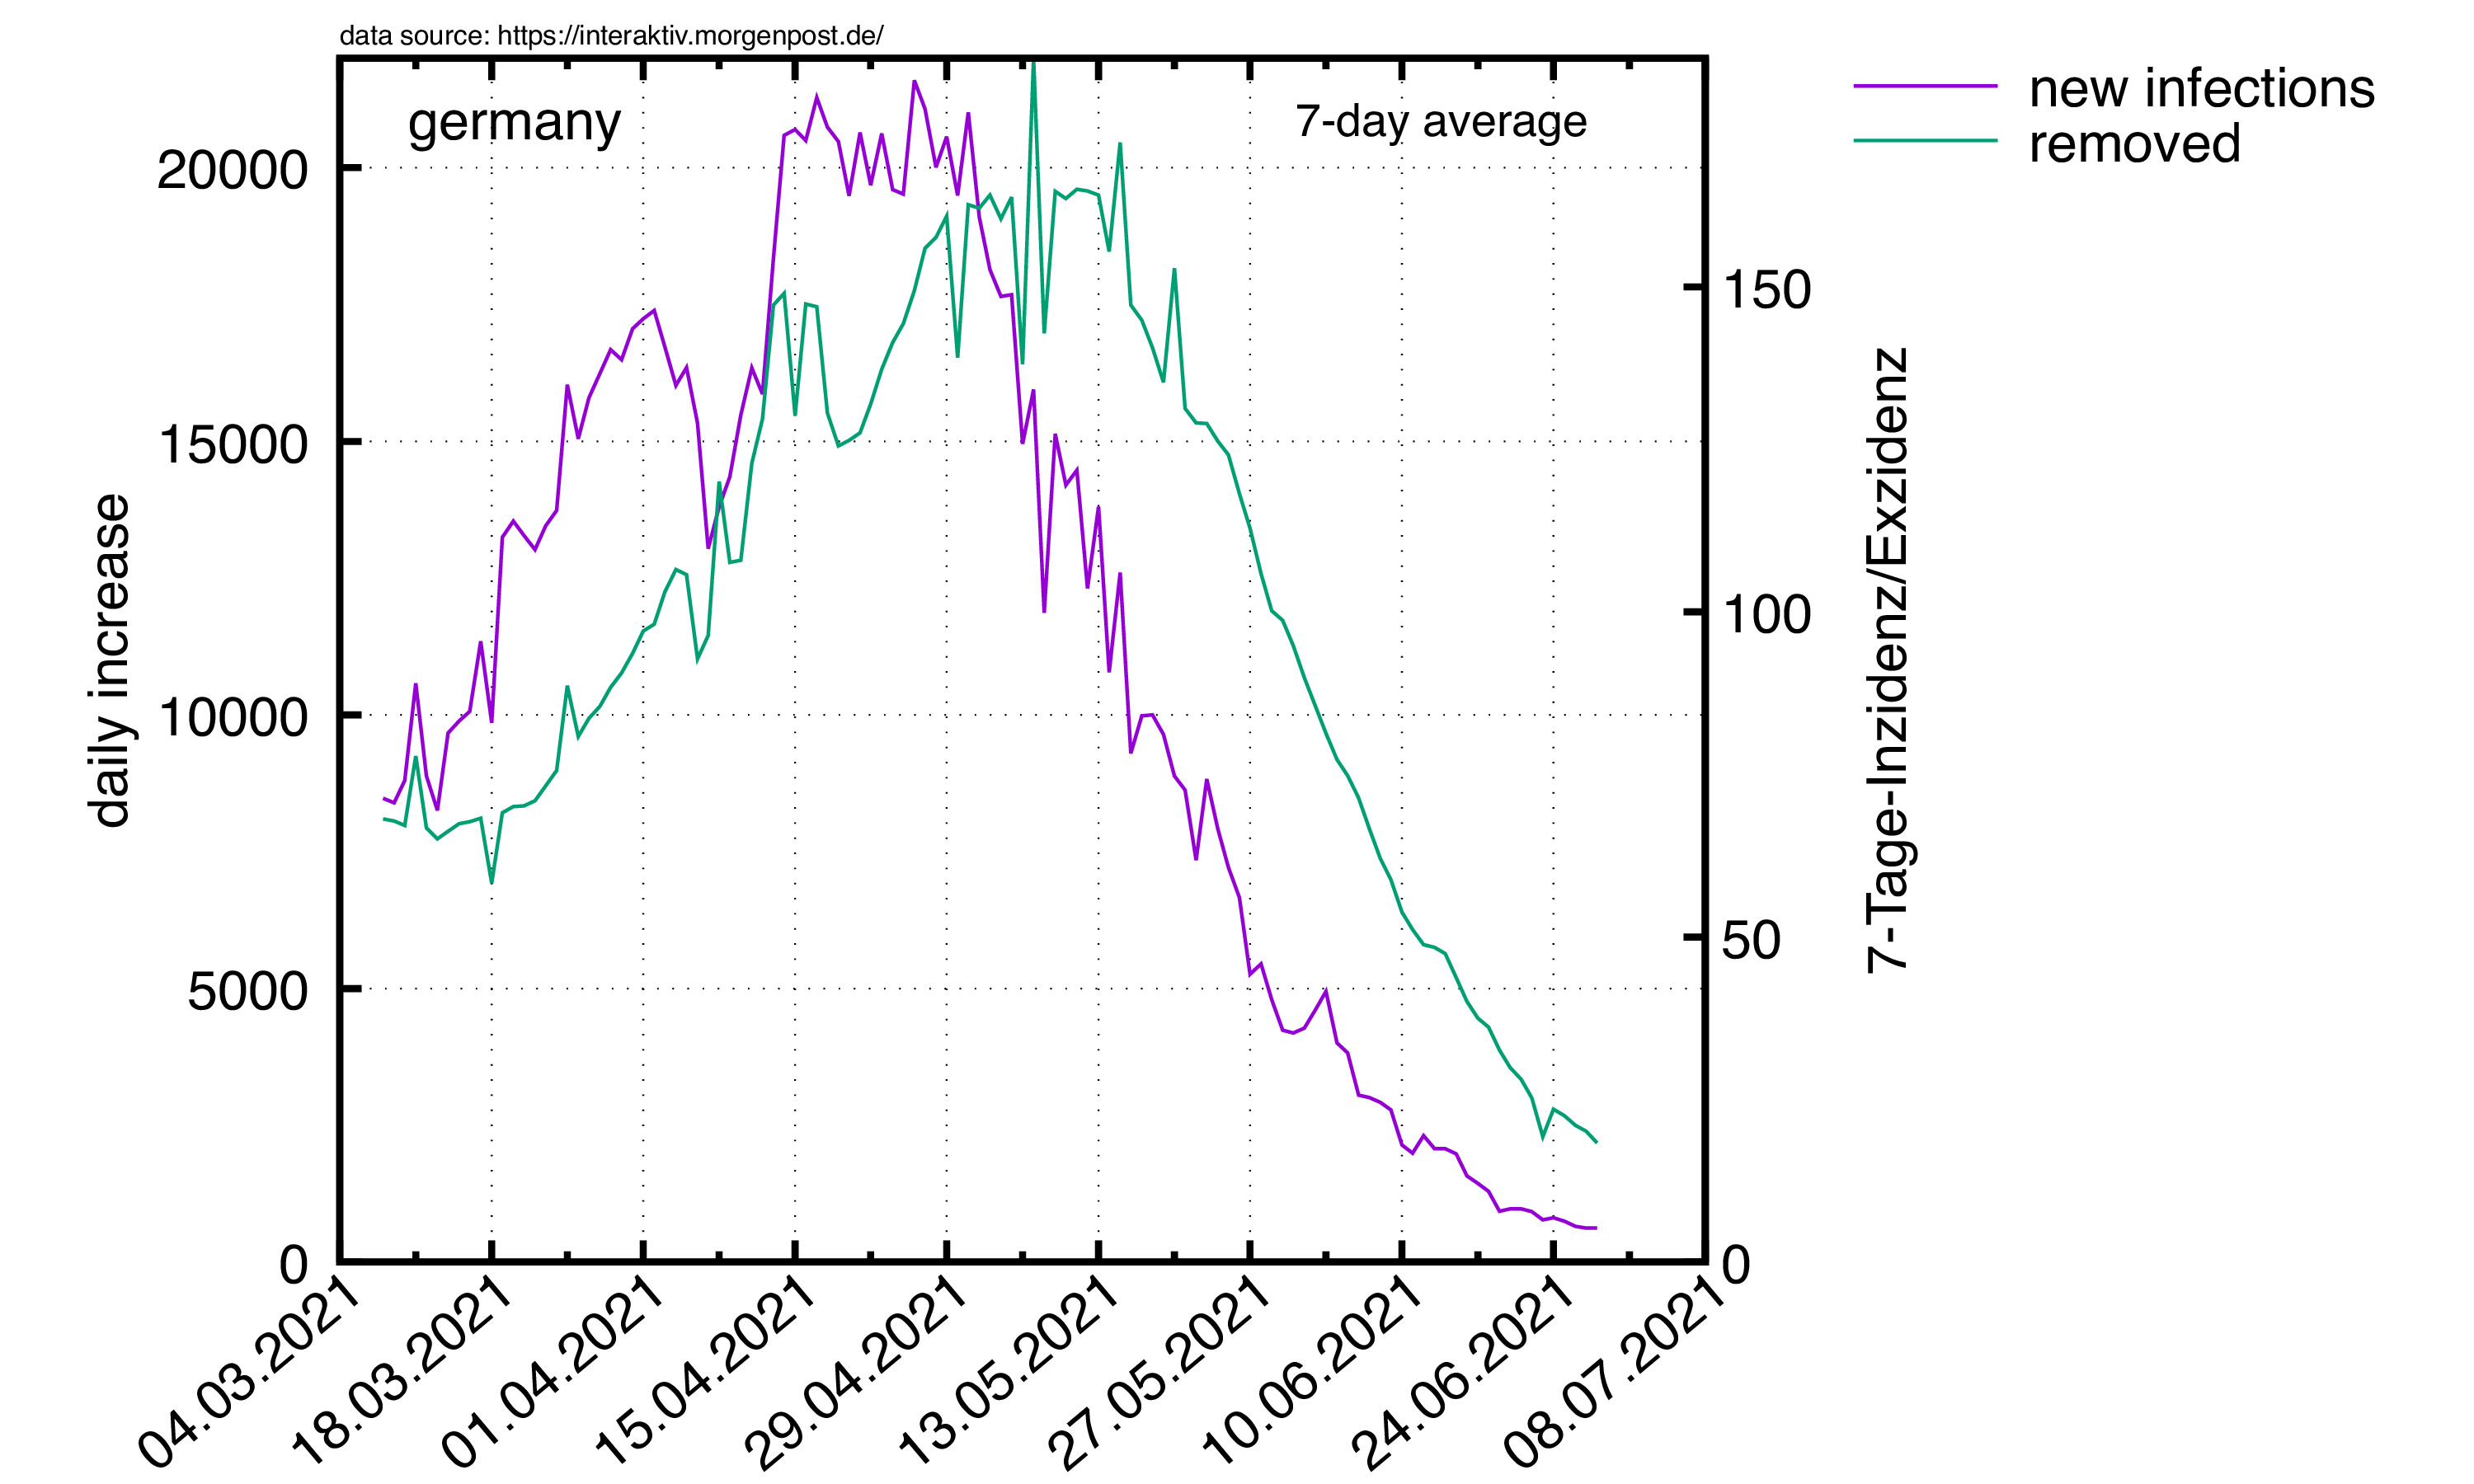 data source: https://interaktiv.morgenpost.de/
germany
7-day average
new infections
removed
daily increase
20000
15000
10000
5000
0
150
100
50
0
7-Tage-Inzidenz/Exzidenz
04.03.2021
18.03.2021
01.04.2021
15.04.2021
29.04.2021
13.05.2021
27.05.2021
10.06.2021
24.06.2021
08.07.2021